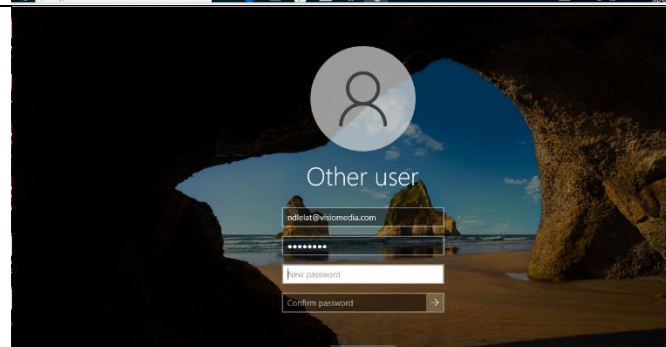 Other user
ndlelat@visiomedia.com
••••••••
New password
Confirm password